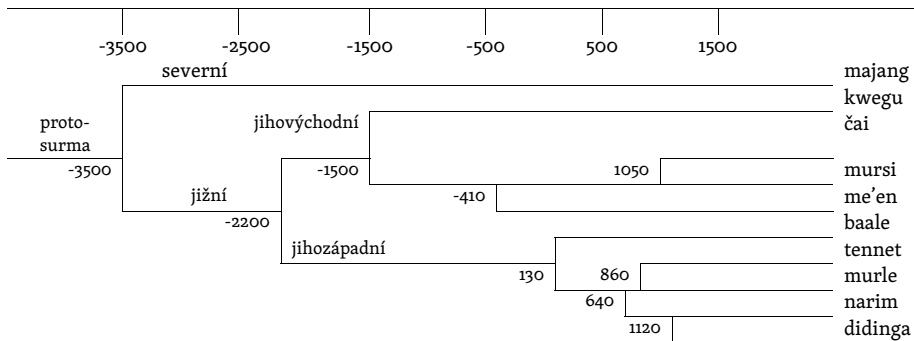 -3500 -2500 -1500 -500 500 1500
severní majang
kwegu
proto- jihovýchodní čai
surma
-3500 -1500 1050 mursi
jižní -410 me’en
-2200 baale
jihozápadní tennet
130 860 murle
640 narim
1120 didinga